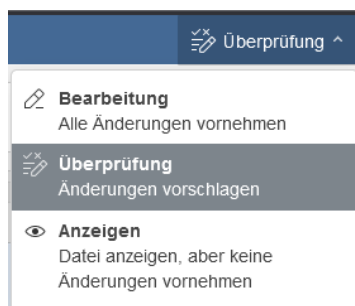 Überprüfung
Bearbeitung
Alle Änderungen vornehmen
Überprüfung
Änderungen vorschlagen
Anzeigen
Datei anzeigen, aber keine
Änderungen vornehmen